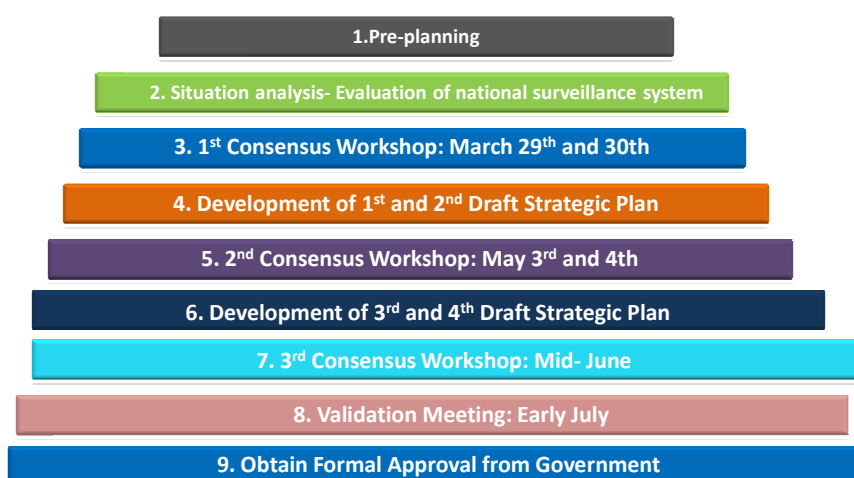 1.Pre-planning
2. Situation analysis- Evaluation of national surveillance system
3. 1st Consensus Workshop: March 29th and 30th
4. Development of 1st and 2nd Draft Strategic Plan
5. 2nd Consensus Workshop: May 3rd and 4th
6. Development of 3rd and 4th Draft Strategic Plan
7. 3rd Consensus Workshop: Mid- June
8. Validation Meeting: Early July
9. Obtain Formal Approval from Government